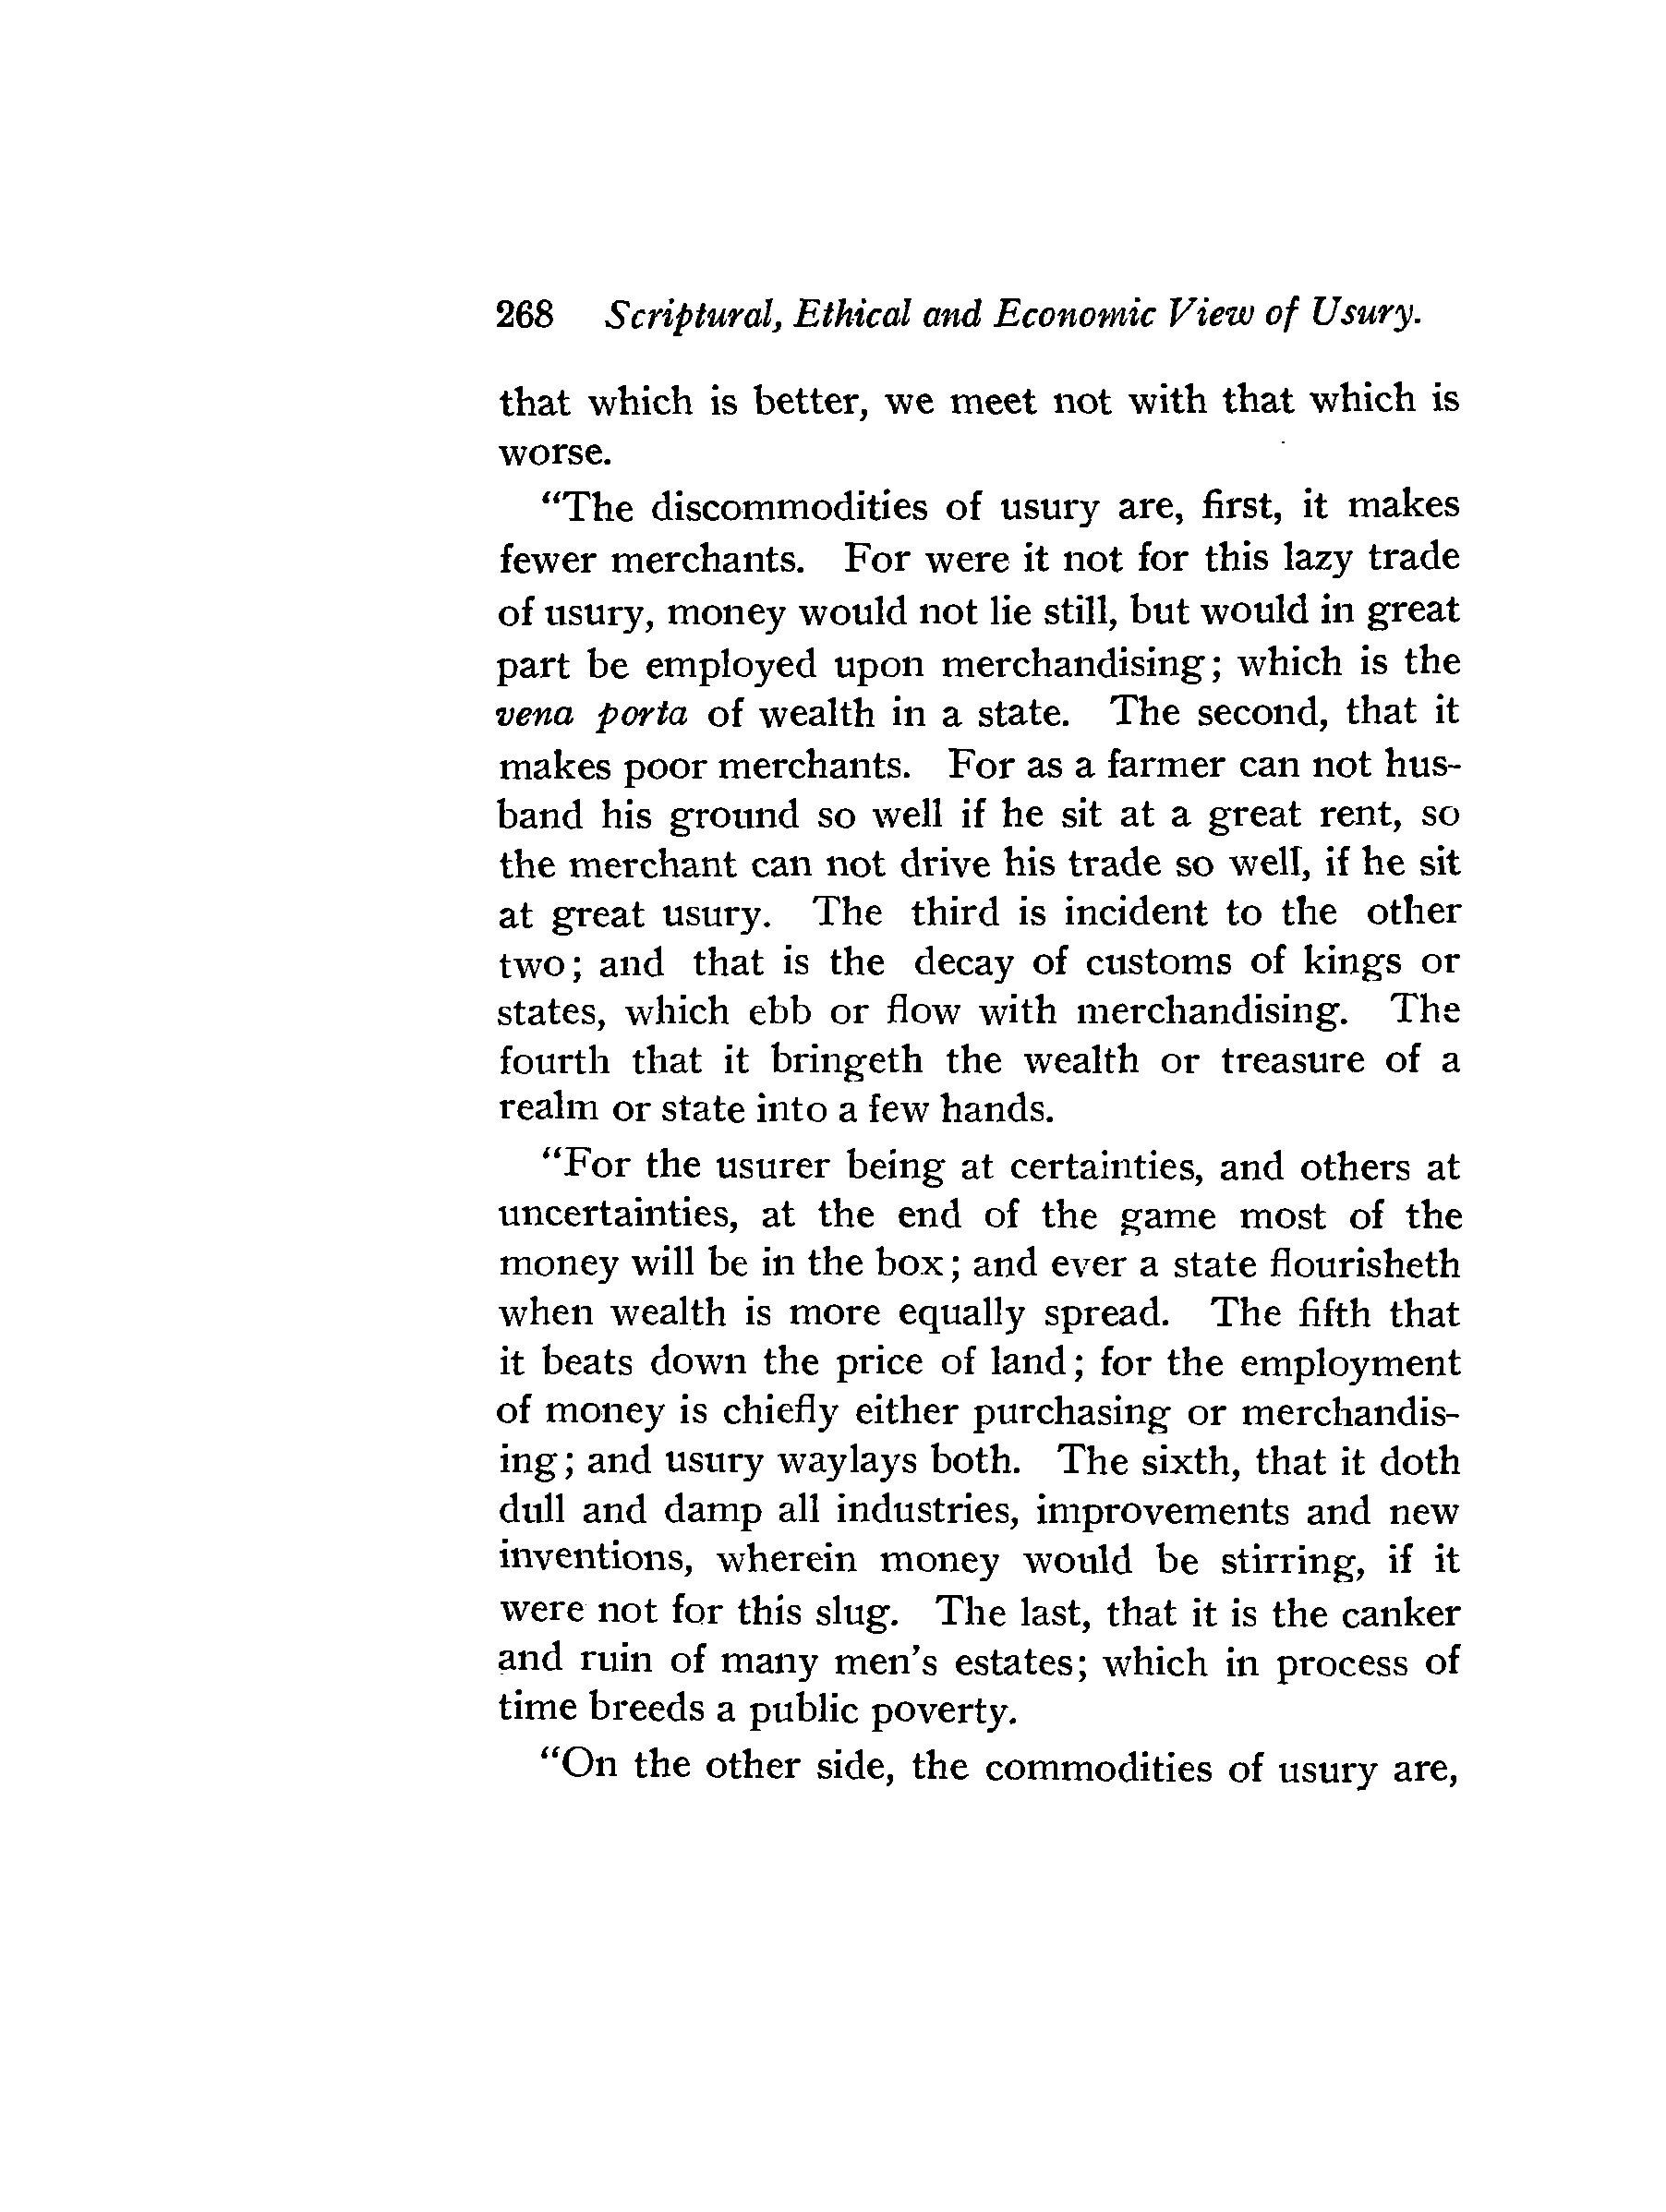 268 Scriptural, Ethical and Economic View of Usury.
that which is better, we meet not with that which is
worse.
“The discommodities of usury are, first, it makes
fewer merchants. For were it not for this lazy trade
of usury, money would not lie still, but would in great
part be employed upon merchandising; which is the
vena porta of wealth in a state. The second, that it
makes poor merchants. For as a farmer can not hus-
band his ground so well if he sit at a great rent, so
the merchant can not drive his trade so well, if he sit
at great usury. The third is incident to the other
two; and that is the decay of customs of kings or
states, which ebb or flow with merchandising. The
fourth that it bringeth the wealth or treasure of a
realm or state into a few hands.
“For the usurer being at certainties, and others at
uncertainties, at the end of the game most of the
money will be in the box; and ever a state flourisheth
when wealth is more equally spread. The fifth that
it beats down the price of land; for the employment
of money is chiefly either purchasing or merchandis-
ing; and usury waylays both. The sixth, that it doth
dull and damp all industries, improvements and new
inventions, wherein money would be stirring, if it
were not for this slug. The last, that it is the canker
and ruin of many men’s estates; which in process of
time breeds a public poverty.
“On the other side, the commodities of usury are,